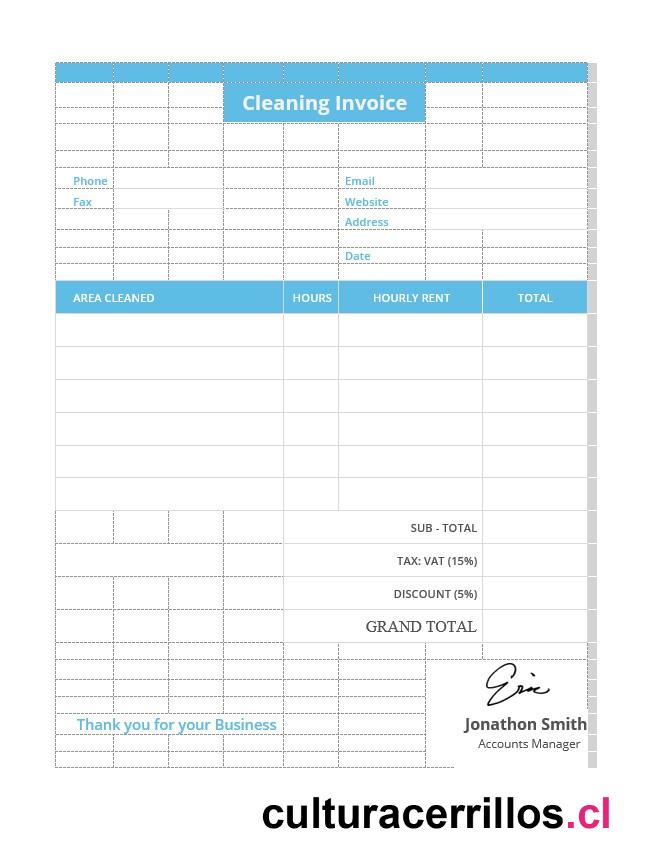 Cleaning Invoice
Phone
Email
Fax
Website
Address
Date
AREA CLEANED HOURS HOURLY RENT TOTAL
SUB - TOTAL
TAX: VAT (15%)
DISCOUNT (5%)
GRAND TOTAL
Eric
Thank you for your Business
Jonathon Smith
Accounts Manager
culturacerrillos.cl